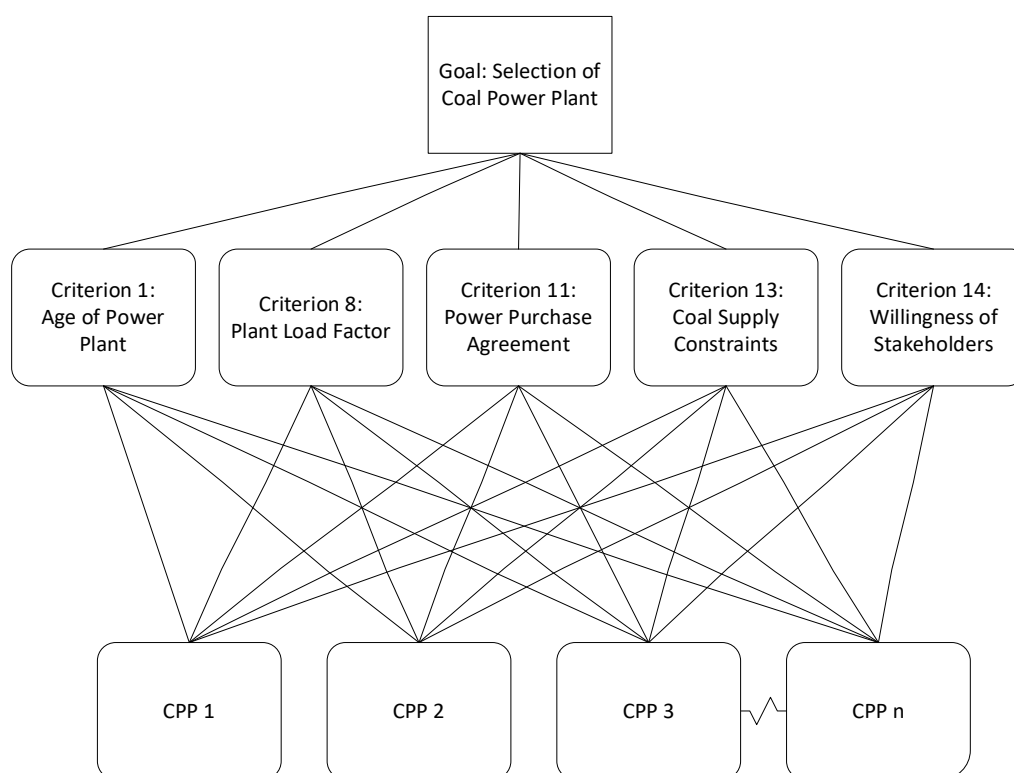 Goal: Selection of
Coal Power Plant
Criterion 1:
Age of Power
Plant
Criterion 8:
Plant Load Factor
Criterion 11:
Power Purchase
Agreement
Criterion 13:
Coal Supply
Constraints
Criterion 14:
Willingness of
Stakeholders
CPP 1
CPP 2
CPP 3
CPP n